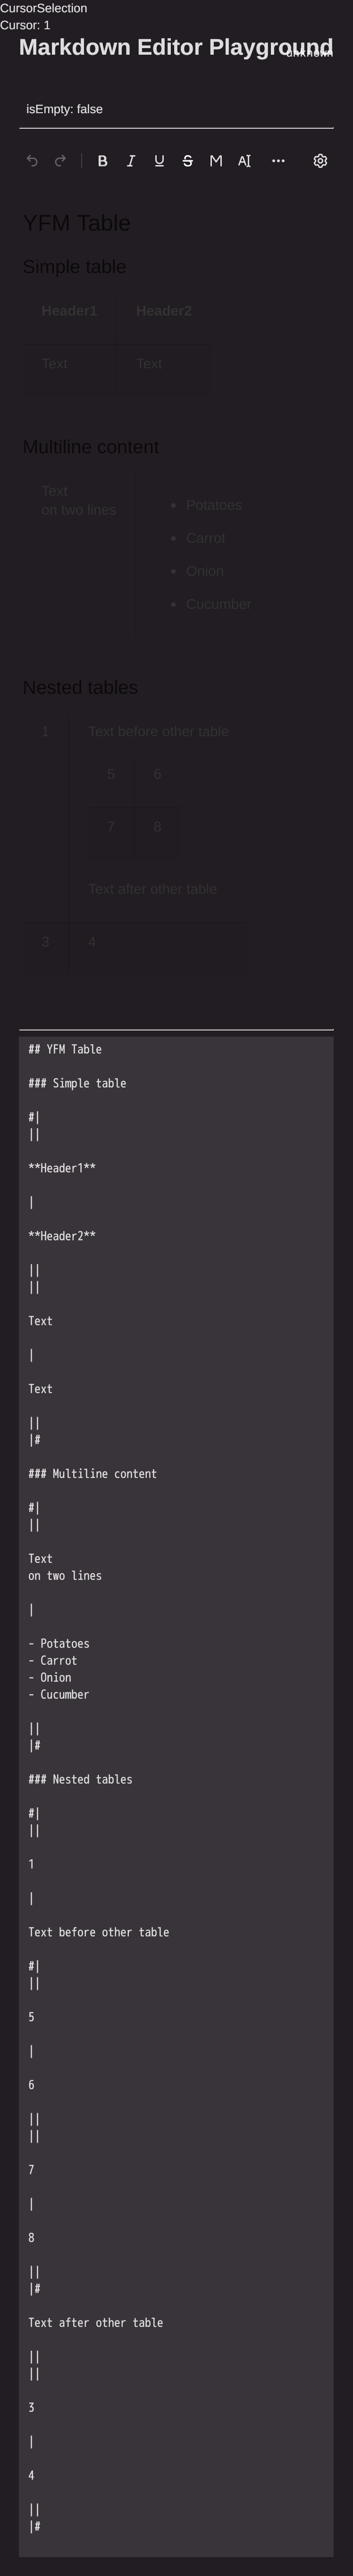 CursorSelection
Cursor: 1
Markdown Editor Playground
unknown
isEmpty: false
YFM Table
Simple table
Header1 Header2
Text Text
Multiline content
Text
on two lines
• Potatoes
• Carrot
• Onion
• Cucumber
Nested tables
1 Text before other table
5 6
7 8
Text after other table
3 4
## YFM Table
### Simple table
#|
||
**Header1**
|
**Header2**
||
||
Text
|
Text
||
|#
### Multiline content
#|
||
Text
on two lines
|
- Potatoes
- Carrot
- Onion
- Cucumber
||
|#
### Nested tables
#|
||
1
|
Text before other table
#|
||
5
|
6
||
||
7
|
8
||
|#
Text after other table
||
||
3
|
4
||
|#